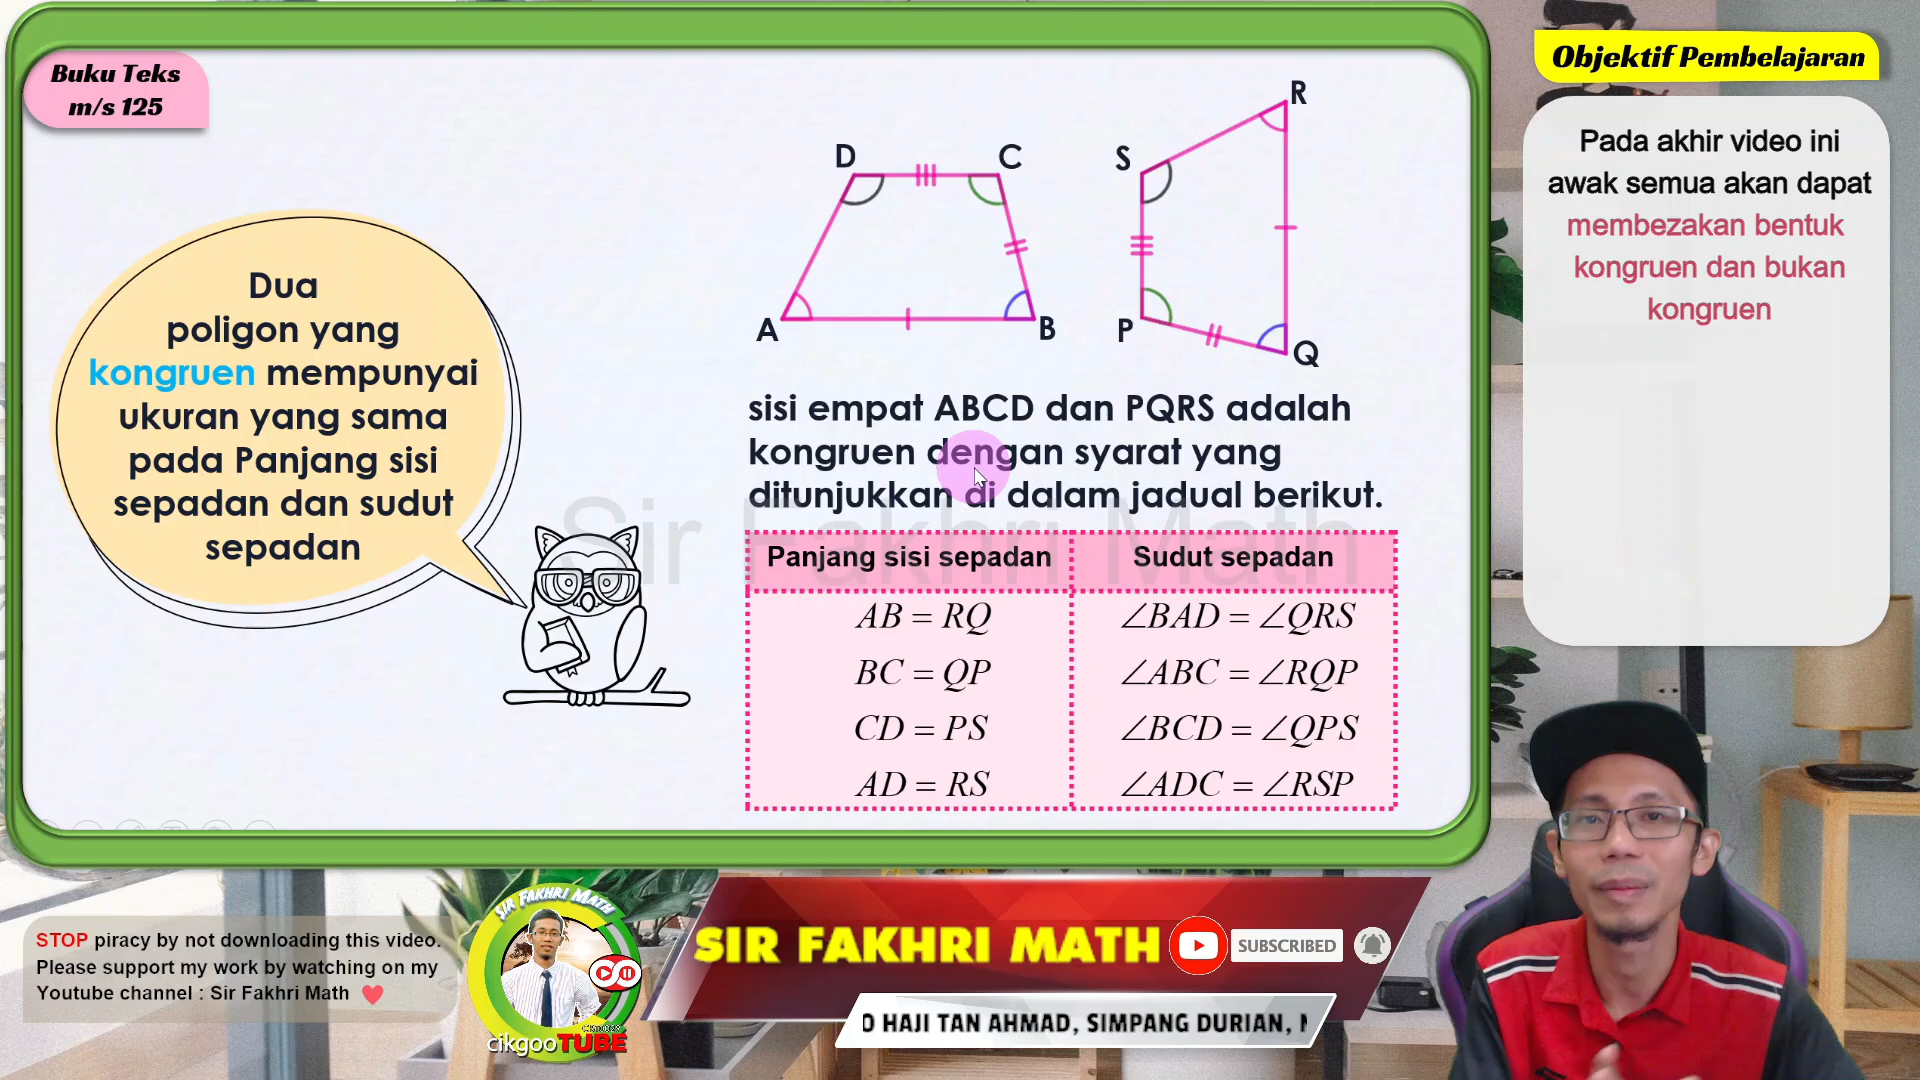 Buku Teks
m/s 125
Objektif Pembelajaran
Pada akhir video ini
awak semua akan dapat
membezakan bentuk
kongruen dan bukan
kongruen
Dua
poligon yang
kongruen mempunyai
ukuran yang sama
pada Panjang sisi
sepadan dan sudut
sepadan
D
C
A
B
R
S
P
Q
sisi empat ABCD dan PQRS adalah
kongruen dengan syarat yang
ditunjukkan di dalam jadual berikut.
Sir Fakhri Math
Panjang sisi sepadan
Sudut sepadan
AB = RQ
∠BAD = ∠QRS
BC = QP
∠ABC = ∠RQP
CD = PS
∠BCD = ∠QPS
AD = RS
∠ADC = ∠RSP
STOP piracy by not downloading this video.
Please support my work by watching on my
Youtube channel : Sir Fakhri Math
SIR FAKHRI MATH
cikgooTUBE
SIR FAKHRI MATH
SUBSCRIBED
HAJI TAN AHMAD, SIMPANG DURIAN,